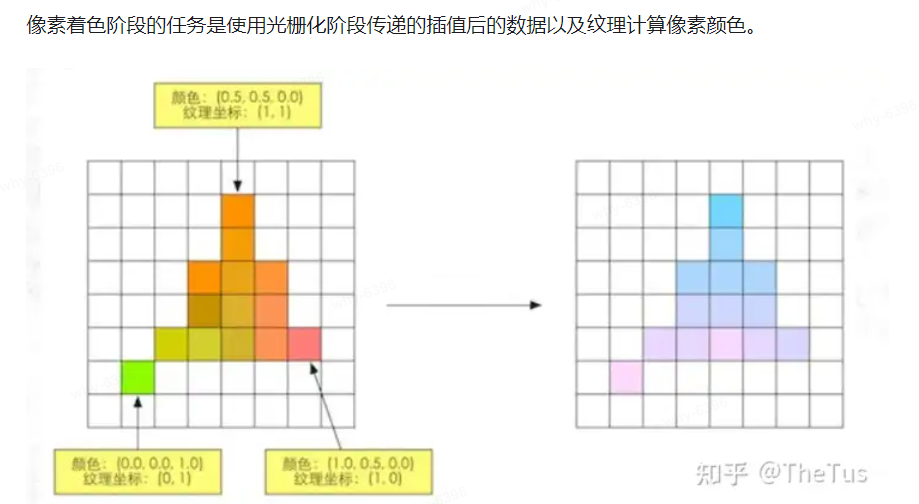 像素着色阶段的任务是使用光栅化阶段传递的插值后的数据以及纹理计算像素颜色。
颜色：(0.5, 0.5, 0.0)
纹理坐标：(1, 1)
颜色：(0.0, 0.0, 1.0)
纹理坐标：(0, 1)
颜色：(1.0, 0.5, 0.0)
纹理坐标：(1, 0)
知乎 @TheTus